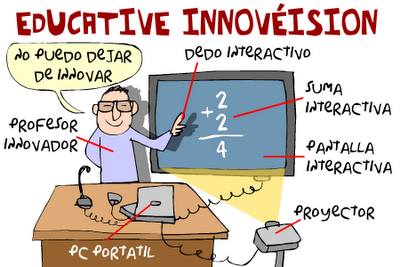 EDUCATIVE INNOVÉISION
NO PUEDO DEJAR
DE INNOVAR
DEDO INTERACTIVO
PROFESOR
INNOVADOR
2
+ 2
4
SUMA
INTERACTIVA
PANTALLA
INTERACTIVA
PROYECTOR
PC PORTATIL